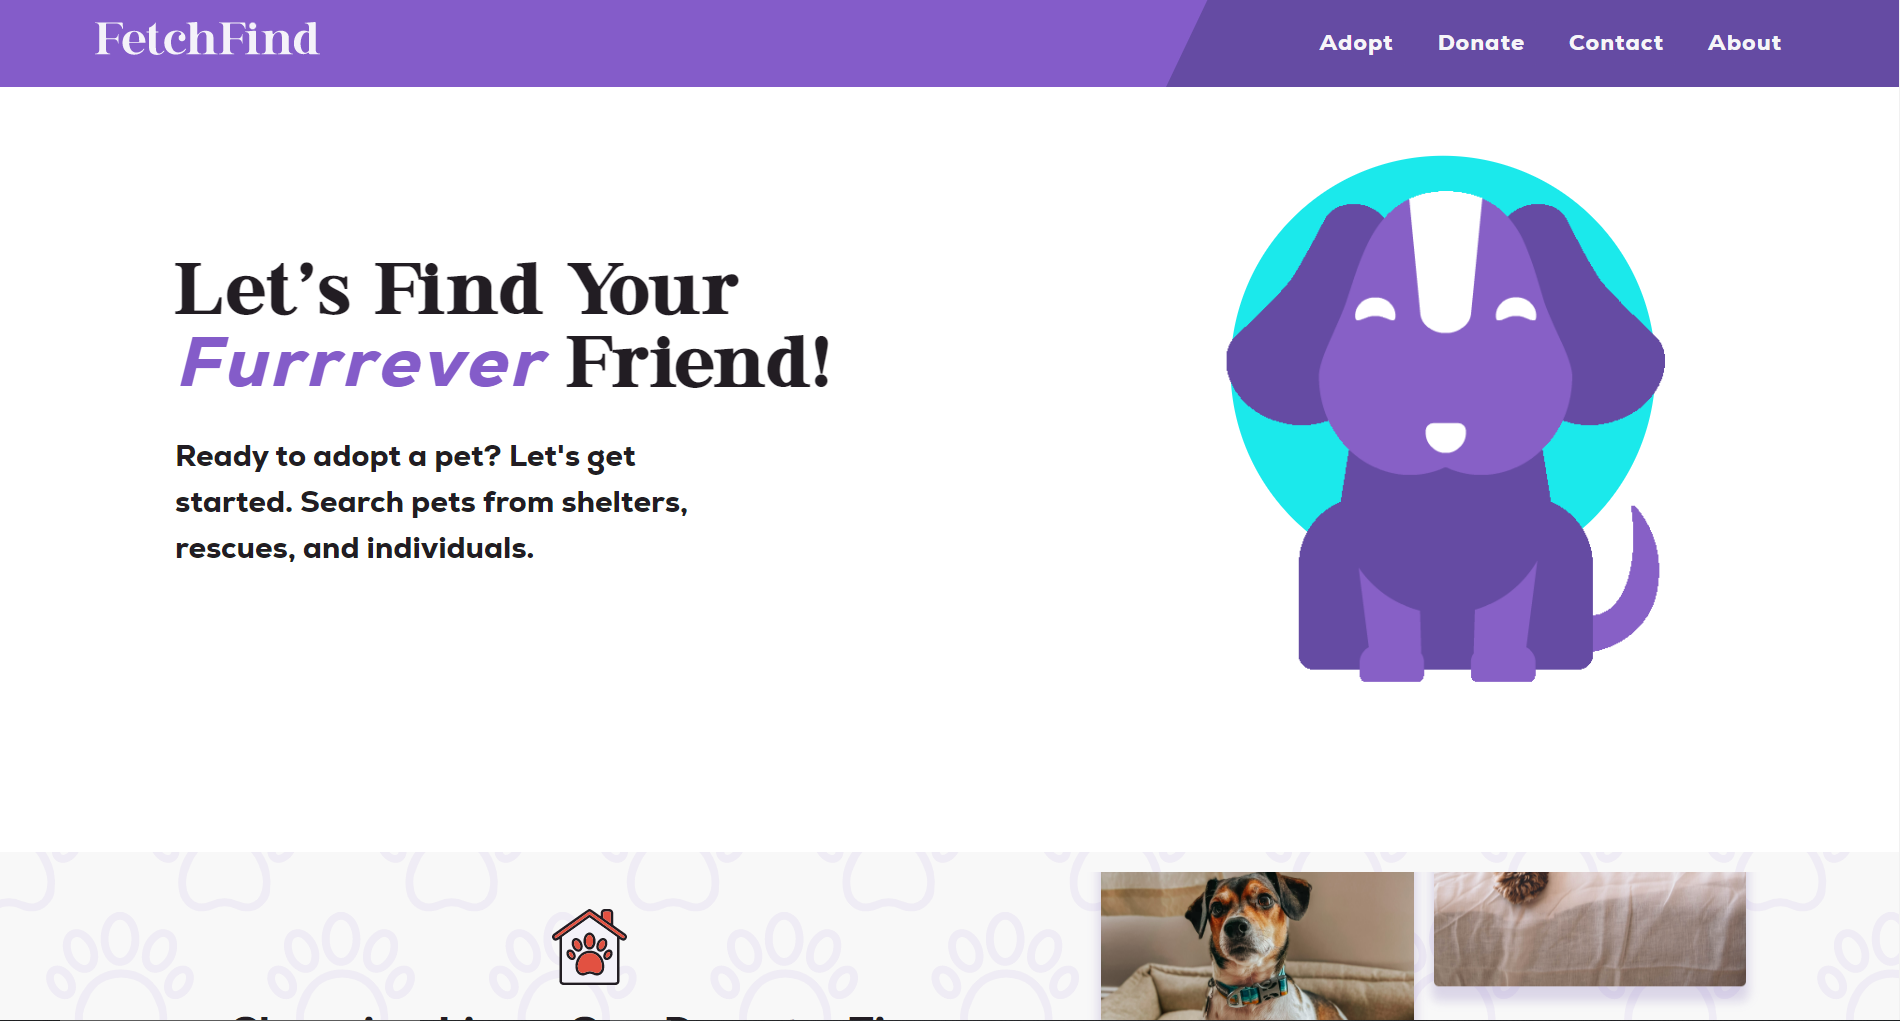 FetchFind
Adopt Donate Contact About
Let’s Find Your
Furrrever Friend!
Ready to adopt a pet? Let's get
started. Search pets from shelters,
rescues, and individuals.